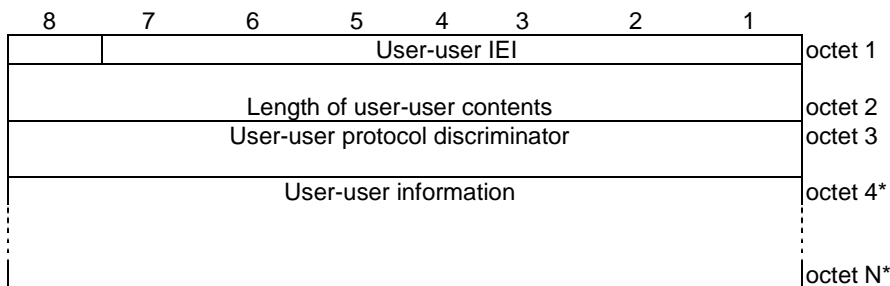 8 7 6 5 4 3 2 1
User-user IEI octet 1
Length of user-user contents octet 2
User-user protocol discriminator octet 3
User-user information octet 4*
octet N*